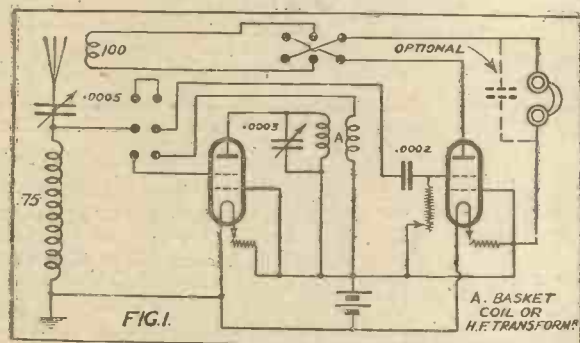 100
OPTIONAL
.0005
.0003
A
.0002
75
FIG.1.
A. BASKET
COIL OR
H.F. TRANSFORMR